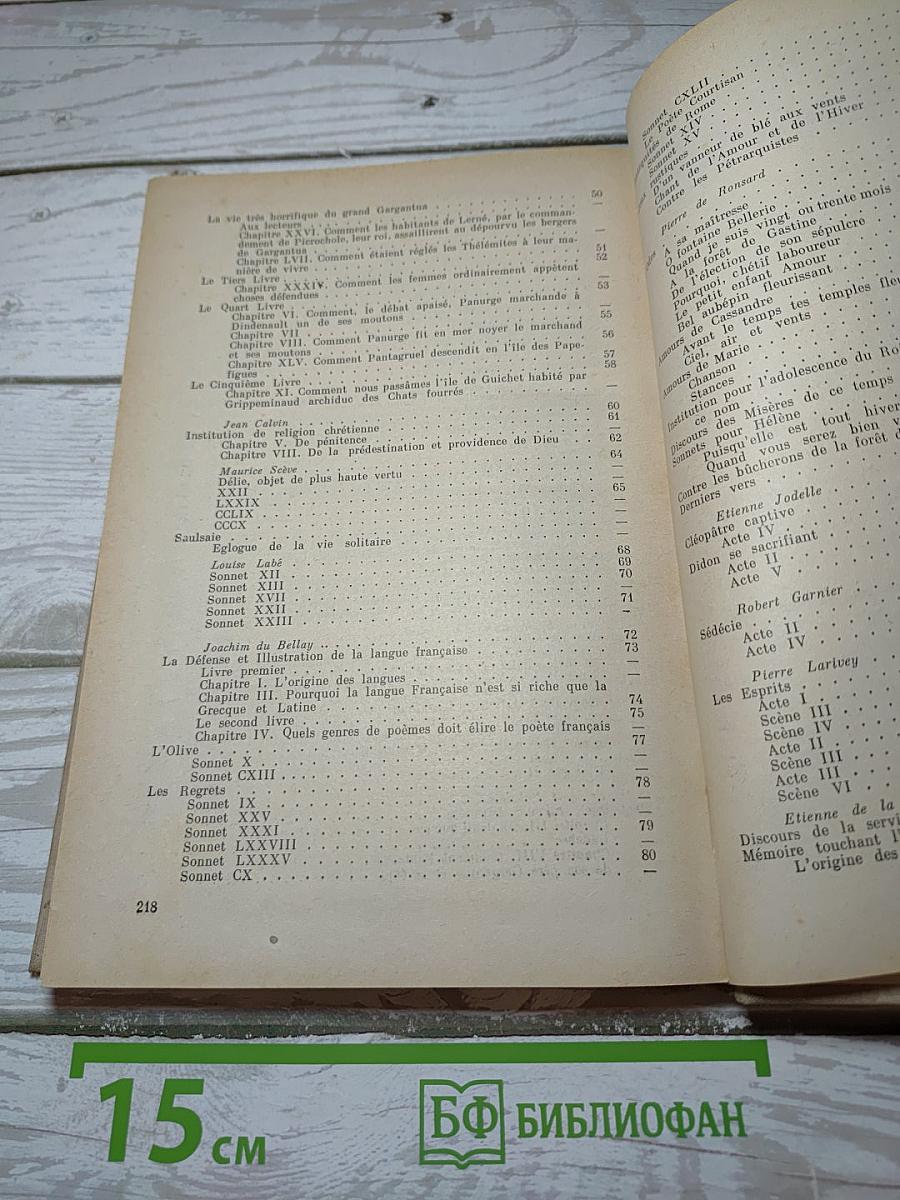 La vie très horrifique du grand Gargantua . . . . . . . . . . 50
Aux lecteurs . . . . . . . . . . —
Chapitre XXVI. Comment les habitants de Lerné, par le comman-
dement de Picrochole, leur roi, assaillirent au dépourvu les bergers
de Gargantua . . . . . . . . . . —
Chapitre LVII. Comment étaient réglés les Thélémites à leur ma-
nière de vivre . . . . . . . . . . 51
Le Tiers Livre . . . . . . . . . . 52
Chapitre XXXIV. Comment les femmes ordinairement appètent
choses défendues . . . . . . . . . . —
Le Quart Livre . . . . . . . . . . 53
Chapitre VI. Comment, le débat apaisé, Panurge marchande à
Dindenault un de ses moutons . . . . . . . . . . —
Chapitre VII . . . . . . . . . . 55
Chapitre VIII. Comment Panurge fit en mer noyer le marchand
et ses moutons . . . . . . . . . . 56
Chapitre XLV. Comment Pantagruel descendit en l'île des Pape-
figues . . . . . . . . . . 57
Le Cinquième Livre . . . . . . . . . . 58
Chapitre XI. Comment nous passâmes l'île de Guichet habité par
Grippeminaud archiduc des Chats fourrés . . . . . . . . . . —
Jean Calvin . . . . . . . . . . 60
Institution de religion chrétienne . . . . . . . . . . 61
Chapitre V. De pénitence . . . . . . . . . . —
Chapitre VIII. De la prédestination et providence de Dieu . . 62
Maurice Scève . . . . . . . . . . 64
Délie, objet de plus haute vertu . . . . . . . . . . —
XXII . . . . . . . . . . —
LXXIX . . . . . . . . . . 65
CCLIX . . . . . . . . . . —
CCCX . . . . . . . . . . —
Saulsaie . . . . . . . . . . —
Eglogue de la vie solitaire . . . . . . . . . . —
Louise Labé . . . . . . . . . . 68
Sonnet XII . . . . . . . . . . 69
Sonnet XIII . . . . . . . . . . 70
Sonnet XVII . . . . . . . . . . —
Sonnet XXII . . . . . . . . . . 71
Sonnet XXIII . . . . . . . . . . —
Joachim du Bellay . . . . . . . . . . 72
La Défense et Illustration de la langue française . . . . . . . . . . 73
Livre premier . . . . . . . . . . —
Chapitre I. L'origine des langues . . . . . . . . . . —
Chapitre III. Pourquoi la langue Française n'est si riche que la
Grecque et Latine . . . . . . . . . . 74
Le second livre . . . . . . . . . . 75
Chapitre IV. Quels genres de poèmes doit élire le poète français —
L'Olive . . . . . . . . . . 77
Sonnet X . . . . . . . . . . —
Sonnet CXIII . . . . . . . . . . —
Les Regrets . . . . . . . . . . 78
Sonnet IX . . . . . . . . . . —
Sonnet XXV . . . . . . . . . . —
Sonnet XXXI . . . . . . . . . . 79
Sonnet LXXVIII . . . . . . . . . . —
Sonnet LXXXV . . . . . . . . . . 80
Sonnet CX . . . . . . . . . . —
218
Sonnet CXLII
Le Poète Courtisan
de Rome
Sonnet XIV
Sonnet XV
rustiques
D'un vanneur de blé aux vents
Chant de l'Amour et de l'Hiver
Contre les Pétrarquistes
Pierre de Ronsard
A sa maîtresse
A fontaine Bellerie
Quand je suis vingt ou trente mois
A la forêt de Gastine
De l'élection de son sépulcre
Pourquoi, chétif laboureur
Le petit enfant Amour
Bel aubépin fleurissant
Amours de Cassandre
Avant le temps tes temples
Ciel, air et vents
Amours de Marie
Chanson
Stances
Institution pour l'adolescence du
ce nom
Discours des Misères de ce temps
Sonnets pour Hélène
Puisqu'elle est tout hiver
Quand vous serez bien
Contre les bûcherons de la forêt
Derniers vers
Etienne Jodelle
Cléopâtre captive
Acte IV
Didon se sacrifiant
Acte II
Acte V
Robert Garnier
Sédécie
Acte II
Acte IV
Pierre Larivey
Les Esprits
Acte I
Scène III
Scène IV
Acte II
Scène III
Acte III
Scène VI
Etienne de la
Discours de la
Mémoire touchant
L'origine des
15 см
БФ БИБЛИОФАН